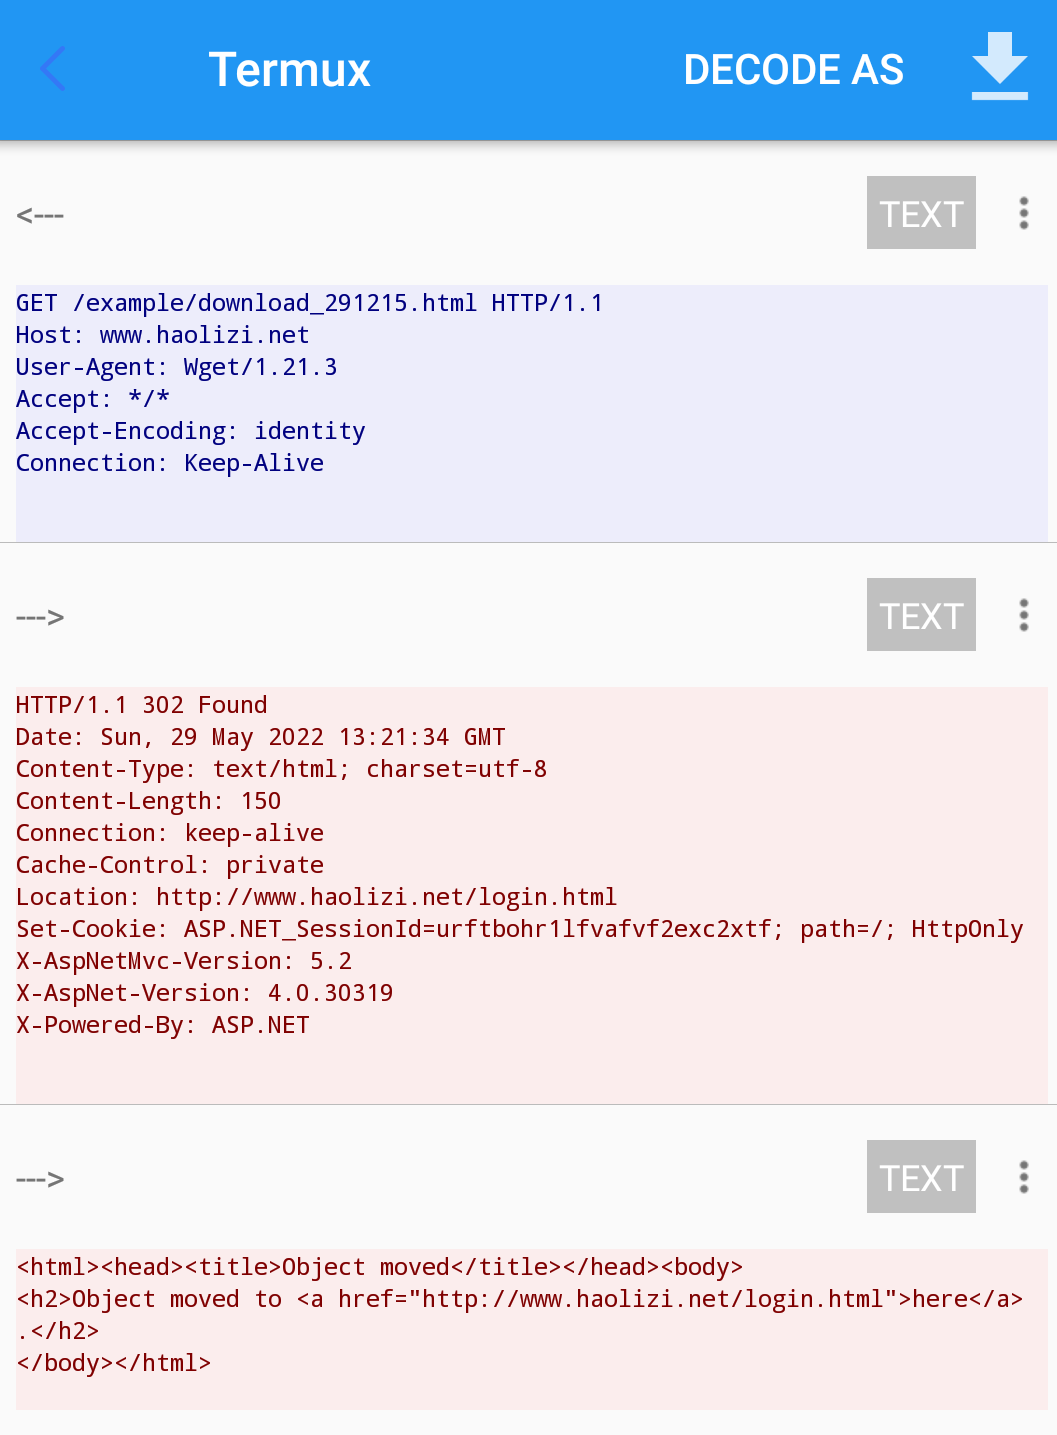 Termux DECODE AS
<--- TEXT
GET /example/download_291215.html HTTP/1.1
Host: www.haolizi.net
User-Agent: Wget/1.21.3
Accept: */*
Accept-Encoding: identity
Connection: Keep-Alive
---> TEXT
HTTP/1.1 302 Found
Date: Sun, 29 May 2022 13:21:34 GMT
Content-Type: text/html; charset=utf-8
Content-Length: 150
Connection: keep-alive
Cache-Control: private
Location: http://www.haolizi.net/login.html
Set-Cookie: ASP.NET_SessionId=urftbohr1lfvafvf2exc2xtf; path=/; HttpOnly
X-AspNetMvc-Version: 5.2
X-AspNet-Version: 4.0.30319
X-Powered-By: ASP.NET
---> TEXT
<html><head><title>Object moved</title></head><body>
<h2>Object moved to <a href="http://www.haolizi.net/login.html">here</a>
.</h2>
</body></html>